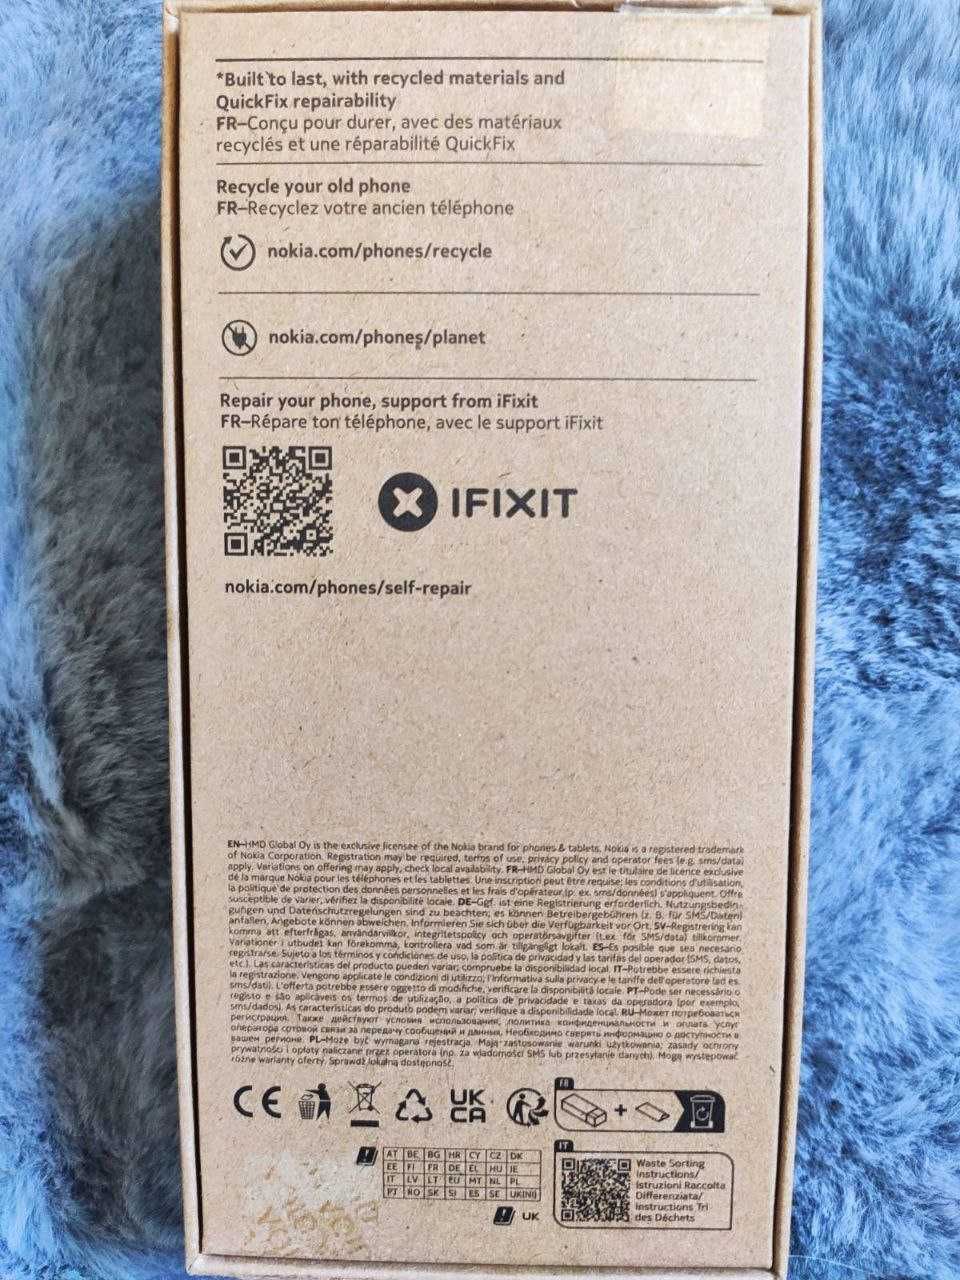 *Built to last, with recycled materials and
QuickFix repairability
FR–Conçu pour durer, avec des matériaux
recyclés et une réparabilité QuickFix
Recycle your old phone
FR–Recyclez votre ancien téléphone
nokia.com/phones/recycle
nokia.com/phones/planet
Repair your phone, support from iFixit
FR–Répare ton téléphone, avec le support iFixit
IFIXIT
nokia.com/phones/self-repair
EN–HMD Global Oy is the exclusive licensee of the Nokia brand for phones & tablets. Nokia is a registered trademark
of Nokia Corporation. Registration may be required, terms of use, privacy policy and operator fees (e.g. sms/data)
apply. Variations on offering may apply, check local availability. FR–HMD Global Oy est le titulaire de licence exclusive
de la marque Nokia pour les téléphones et les tablettes. Une inscription peut être requise; les conditions d'utilisation,
la politique de protection des données personnelles et les frais d'opérateur (p. ex. sms/données) s'appliquent. Offre
susceptible de varier, vérifiez la disponibilité locale. DE–Ggf. ist eine Registrierung erforderlich. Nutzungsbedin-
gungen und Datenschutzregelungen sind zu beachten; es können Betreibergebühren (z. B. für SMS/Daten)
anfallen, Angebote können abweichen. Informieren Sie sich über die Verfügbarkeit vor Ort. SV–Registrering kan
komma att efterfrågas, användarvilkor, integritetspolicy och operatörsavgifter (t.ex. för SMS/data) tillkommer.
Variationer i utbudet kan förekomma, kontrollera vad som är tillgängligt lokalt. ES–Es posible que sea necesario
registrarse. Sujeto a los términos y condiciones de uso, la política de privacidad y las tarifas del operador (SMS, datos,
etc.). Las características del producto pueden variar; compruebe la disponibilidad local. IT–Potrebbe essere richiesta
la registrazione. Vengono applicate le condizioni di utilizzo, l'informativa sulla privacy e le tariffe dell'operatore (ad es.
sms/dati). L'offerta potrebbe essere oggetto di modifiche, verificare la disponibilità locale. PT–Pode ser necessário o
registo e são aplicáveis os termos de utilização, a política de privacidade e taxas da operadora (por exemplo,
sms/dados). As características do produto podem variar; verifique a disponibilidade local. RU–Может потребоваться
регистрация. Также действуют условия использования, политика конфиденциальности и оплата услуг
оператора сотовой связи за передачу сообщений и данных. Необходимо сверять информацию о доступности в
вашем регионе. PL–Może być wymagana rejestracja. Mają zastosowanie warunki użytkowania, zasady ochrony
prywatności i opłaty naliczane przez operatora (np. za wiadomości SMS lub przesyłanie danych). Mogą występować
różne warianty oferty. Sprawdź lokalną dostępność.
CE
UK
CA
FR
+
AT BE BG HR CY CZ DK
EE FI FR DE EL HU IE
IT LV LT LU MT NL PL
PT RO SK SI ES SE UK(NI)
UK
IT
Waste Sorting
Instructions/
Istruzioni Raccolta
Differenziata/
Instructions Tri
des Déchets